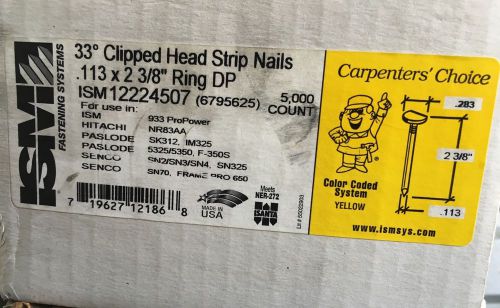 ISM
FASTENING SYSTEMS
33° Clipped Head Strip Nails
.113 x 2 3/8" Ring DP
ISM12224507 (6795625)
5,000
COUNT
For use in:
ISM 933 ProPower
HITACHI NR83AA
PASLODE SK312, IM325
PASLODE 5325/5350, F-350S
SENCO SN2/SN3/SN4, SN325
SENCO SN70, FRAME PRO 650
7 19627 12186 8
MADE IN
USA
Meets
NER-272
ISANTA
Carpenters' Choice
.283
2 3/8"
.113
Color Coded
System
YELLOW
www.ismsys.com